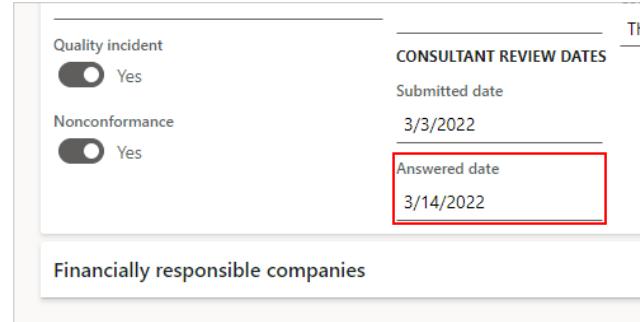 Th
Quality incident
Yes
CONSULTANT REVIEW DATES
Submitted date
3/3/2022
Nonconformance
Yes
Answered date
3/14/2022
Financially responsible companies